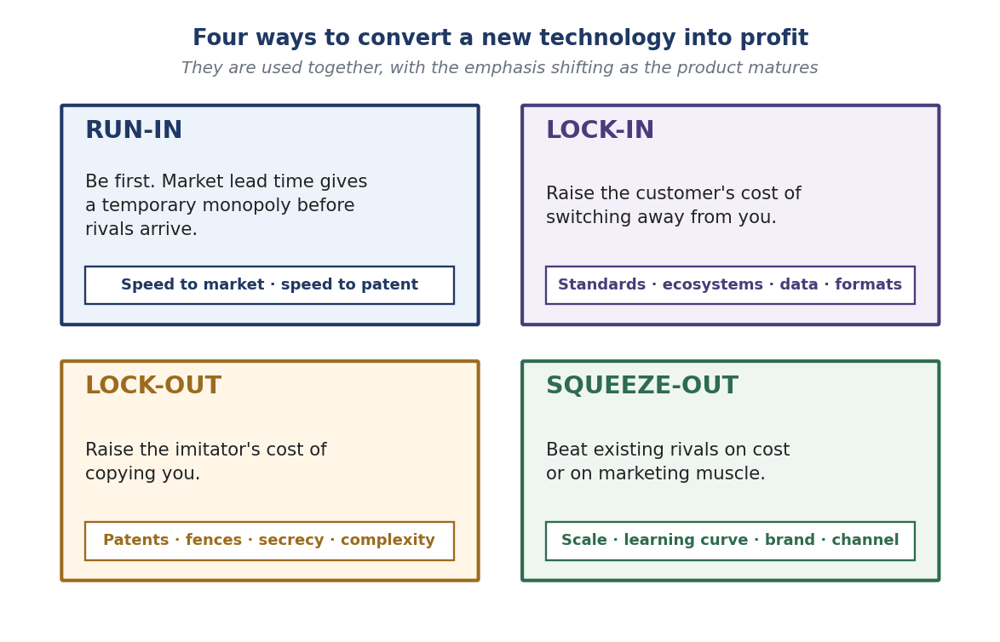 Four ways to convert a new technology into profit
They are used together, with the emphasis shifting as the product matures
RUN-IN
Be first. Market lead time gives
a temporary monopoly before
rivals arrive.
Speed to market · speed to patent
LOCK-IN
Raise the customer's cost of
switching away from you.
Standards · ecosystems · data · formats
LOCK-OUT
Raise the imitator's cost of
copying you.
Patents · fences · secrecy · complexity
SQUEEZE-OUT
Beat existing rivals on cost
or on marketing muscle.
Scale · learning curve · brand · channel